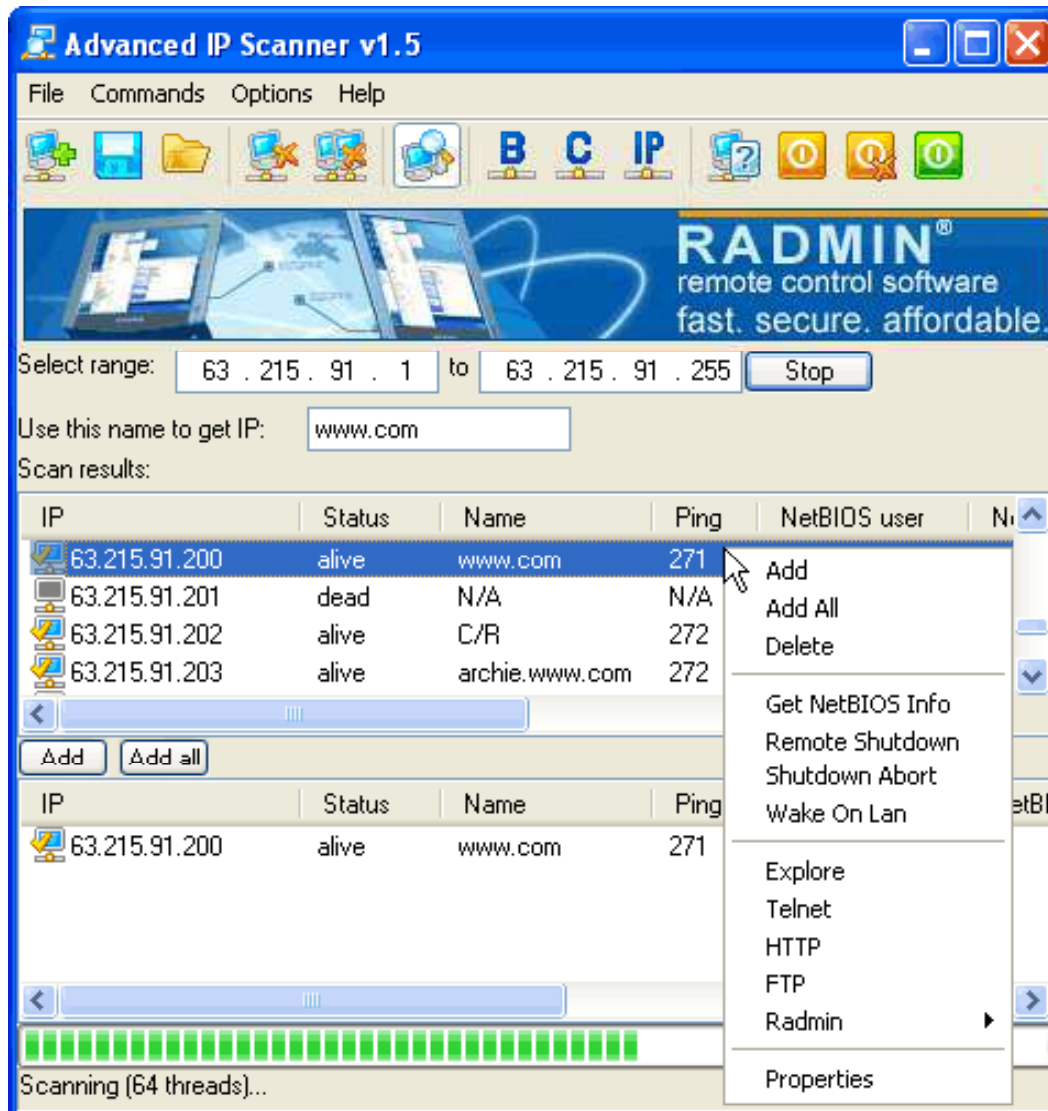 Advanced IP Scanner v1.5
File Commands Options Help
B C IP
RADMIN®
remote control software
fast. secure. affordable.
Select range: 63 . 215 . 91 . 1 to 63 . 215 . 91 . 255 Stop
Use this name to get IP: www.com
Scan results:
IP Status Name Ping NetBIOS user
63.215.91.200 alive www.com 271
63.215.91.201 dead N/A N/A
63.215.91.202 alive C/R 272
63.215.91.203 alive archie.www.com 272
Add Add all
IP Status Name Ping etBI
63.215.91.200 alive www.com 271
Add
Add All
Delete
Get NetBIOS Info
Remote Shutdown
Shutdown Abort
Wake On Lan
Explore
Telnet
HTTP
FTP
Radmin
Properties
Scanning (64 threads)...